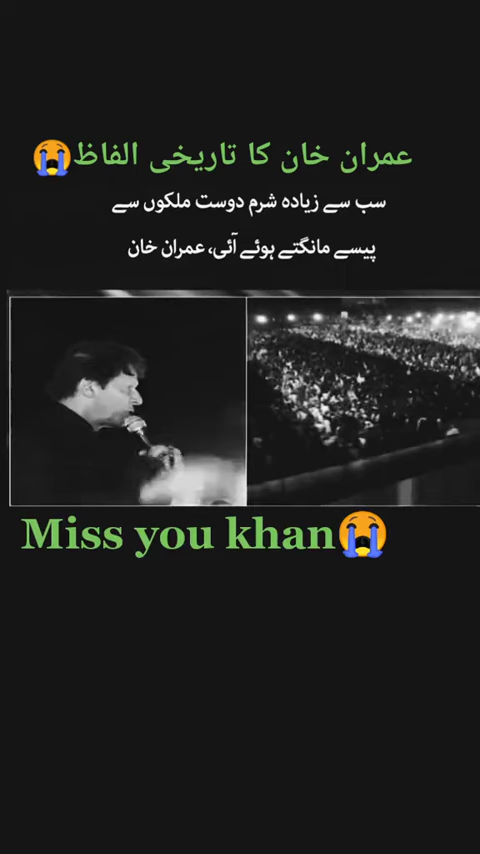 عمران خان کا تاریخی الفاظ😭
سب سے زیادہ شرم دوست ملکوں سے
پیسے مانگتے ہوئے آئی، عمران خان
Miss you khan😭